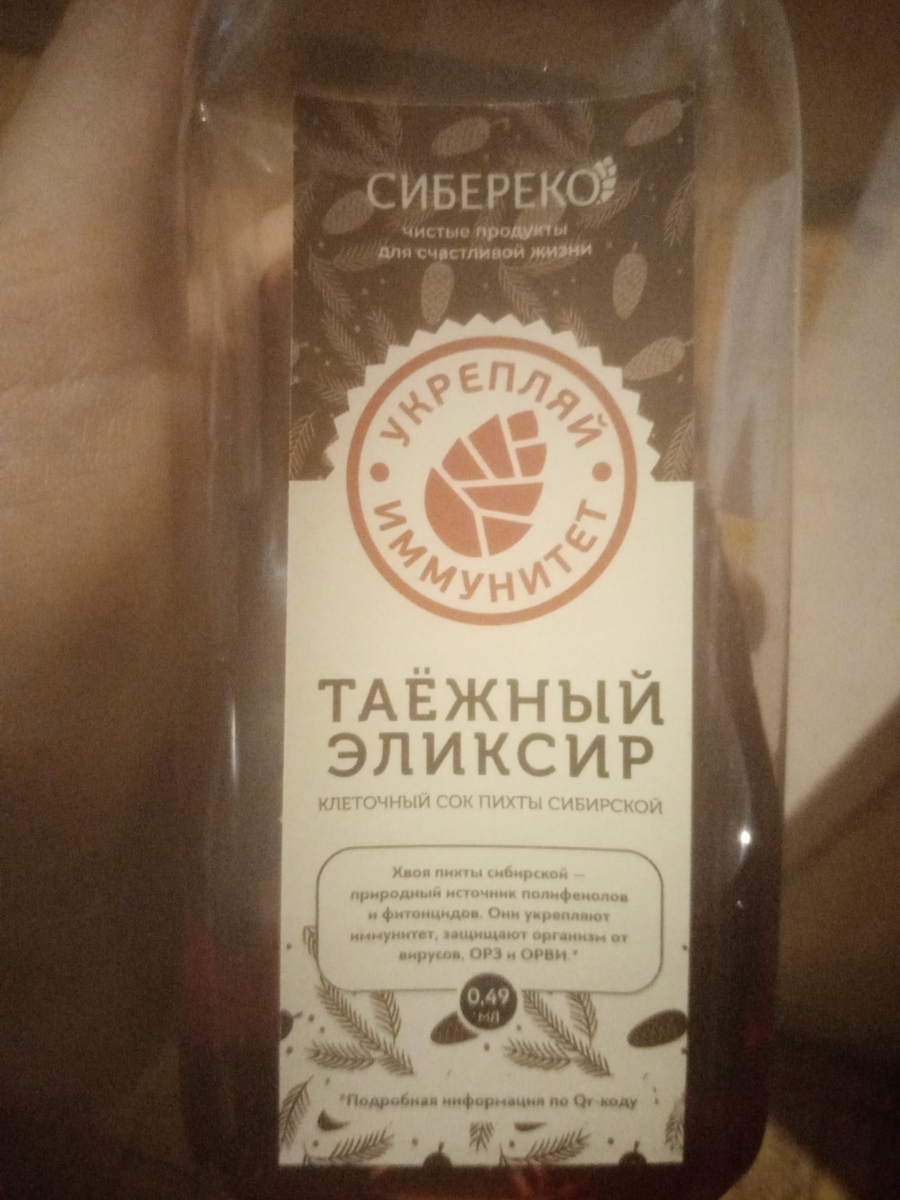 СИБЕРЕКО
чистые продукты
для счастливой жизни
УКРЕПЛЯЙ
ИММУНИТЕТ
ТАЁЖНЫЙ
ЭЛИКСИР
КЛЕТОЧНЫЙ СОК ПИХТЫ СИБИРСКОЙ
Хвоя пихты сибирской —
природный источник полифенолов
и фитонцидов. Они укрепляют
иммунитет, защищают организм от
вирусов, ОРЗ и ОРВИ.*
0,49
мл
*Подробная информация по Qr-коду